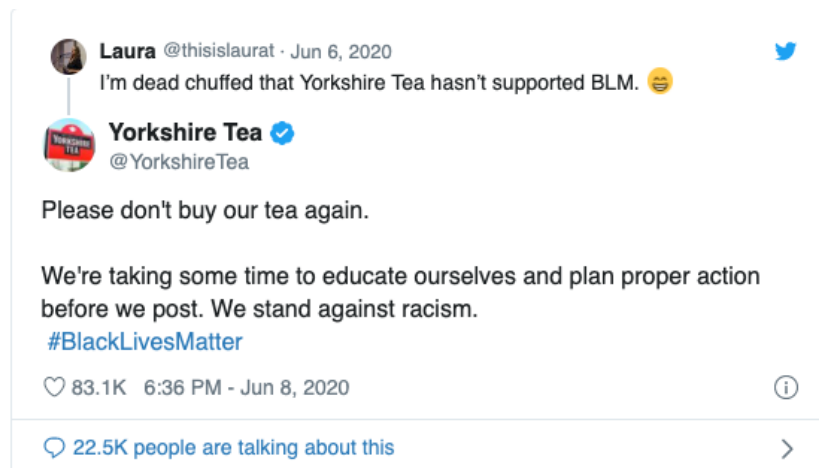 Laura @thisislaurat · Jun 6, 2020
I'm dead chuffed that Yorkshire Tea hasn't supported BLM. 😁
YORKSHIRE
TEA
Yorkshire Tea
@YorkshireTea
Please don't buy our tea again.
We're taking some time to educate ourselves and plan proper action
before we post. We stand against racism.
#BlackLivesMatter
83.1K 6:36 PM - Jun 8, 2020
22.5K people are talking about this